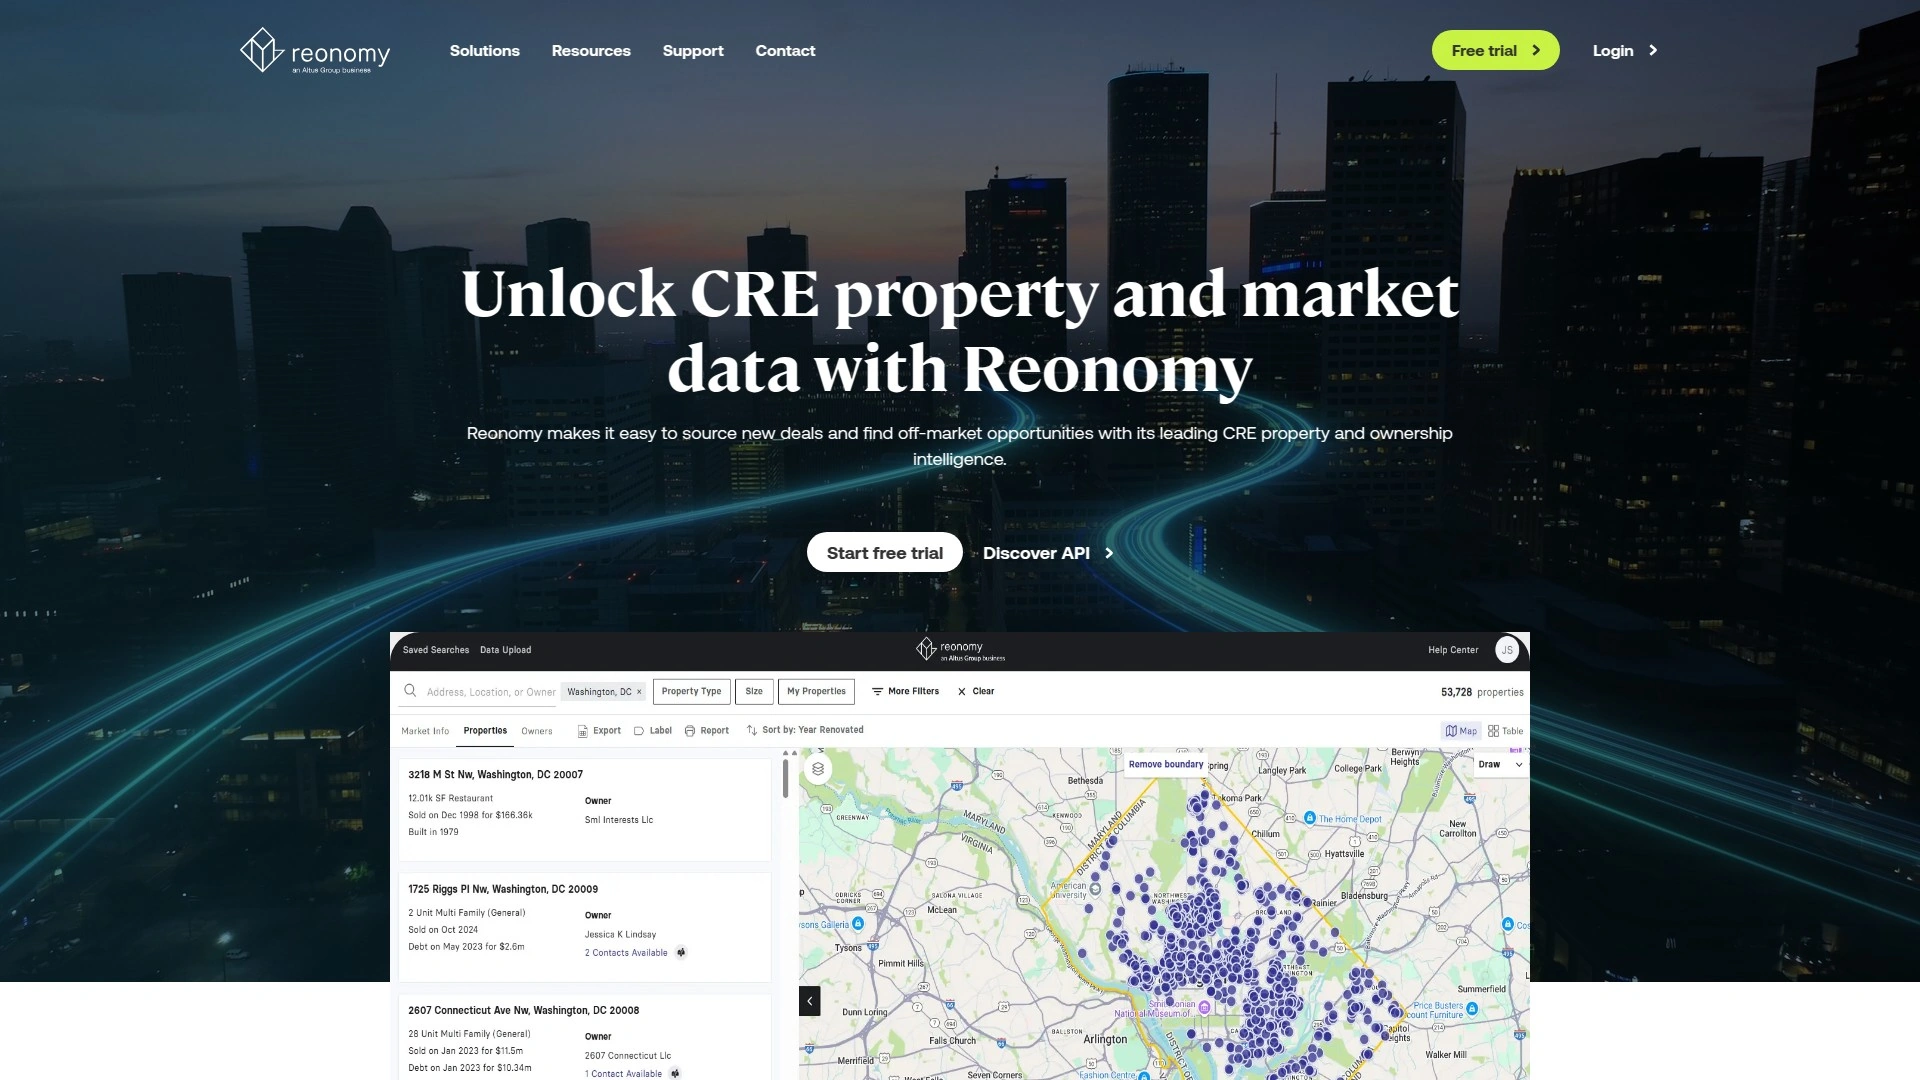 reonomy
an Altus Group business
Solutions
Resources
Support
Contact
Free trial
Login
Unlock CRE property and market
data with Reonomy
Reonomy makes it easy to source new deals and find off-market opportunities with its leading CRE property and ownership
intelligence.
Start free trial
Discover API
Saved Searches
Data Upload
reonomy
an Altus Group business
Help Center
JS
Address, Location, or Owner
Washington, DC ×
Property Type
Size
My Properties
More Filters
Clear
53,728 properties
Market Info
Properties
Owners
Export
Label
Report
Sort by: Year Renovated
Map
Table
3218 M St Nw, Washington, DC 20007
12.01k SF Restaurant
Sold on Dec 1998 for $166.36k
Built in 1979
Owner
Sml Interests Llc
1725 Riggs Pl Nw, Washington, DC 20009
2 Unit Multi Family (General)
Sold on Oct 2024
Debt on May 2023 for $2.6m
Owner
Jessica K Lindsay
2 Contacts Available
2607 Connecticut Ave Nw, Washington, DC 20008
28 Unit Multi Family (General)
Sold on Jan 2023 for $11.5m
Debt on Jan 2023 for $10.34m
Owner
2607 Connecticut Llc
1 Contact Available
Remove boundary
Draw
Bethesda
Langley Park
College Park
Berwyn
Heights
Takoma Park
GREENWAY
KENWOOD
MARYLAND
VIRGINIA
MARYLAND
DISTRICT OF COLUMBIA
The Home Depot
Chillum
Hyattsville
New
Carrollton
American
University
SALONA VILLAGE
McLean
ODRICKS
CORNER
Bladensburg
Tysons
Pimmit Hills
Smithsonian
National Museum of
Summerfield
Price Busters
Dunn Loring
Falls Church
BALLSTON
Arlington
Merrifield
Seven Corners
Fashion Centre
Walker Mill